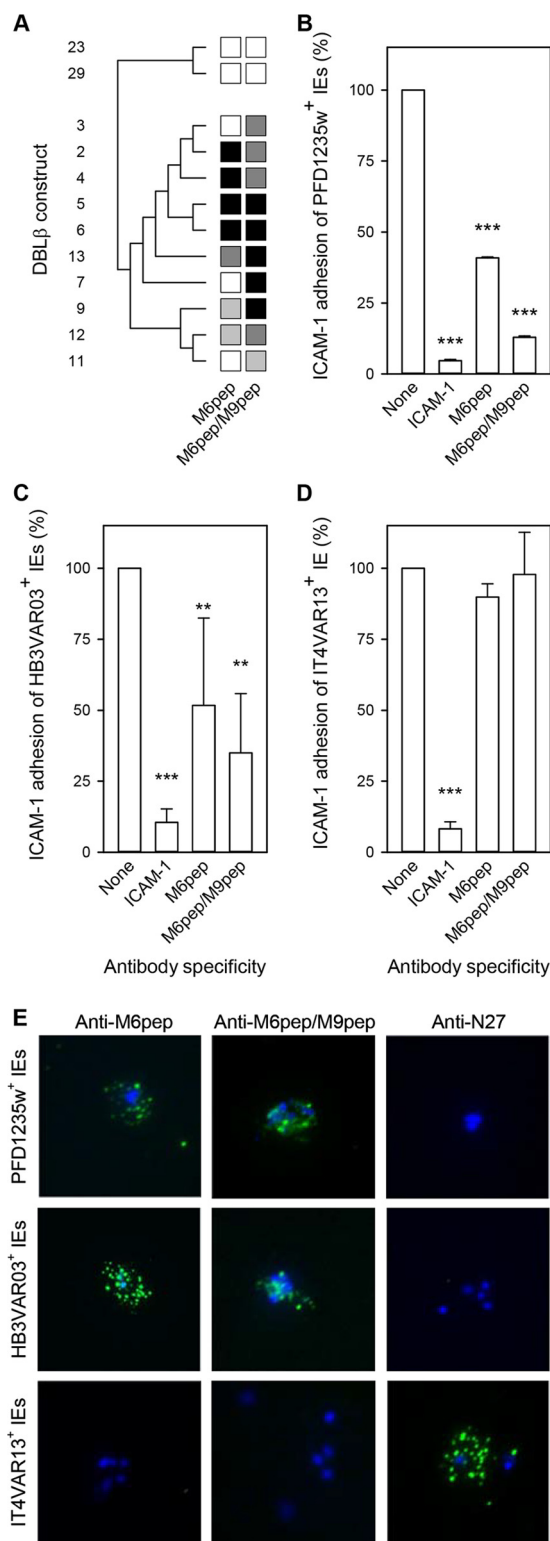 A
DBLβ construct
23
29
3
2
4
5
6
13
7
9
12
11
M6pep
M6pep/M9pep
B
ICAM-1 adhesion of PFD1235w+ IEs (%)
100
75
50
25
0
***
***
***
None
ICAM-1
M6pep
M6pep/M9pep
C
ICAM-1 adhesion of HB3VAR03+ IEs (%)
100
75
50
25
0
***
**
**
None
ICAM-1
M6pep
M6pep/M9pep
Antibody specificity
D
ICAM-1 adhesion of IT4VAR13+ IE (%)
100
75
50
25
0
***
None
ICAM-1
M6pep
M6pep/M9pep
Antibody specificity
E
Anti-M6pep Anti-M6pep/M9pep Anti-N27
PFD1235w+ IEs
HB3VAR03+ IEs
IT4VAR13+ IEs